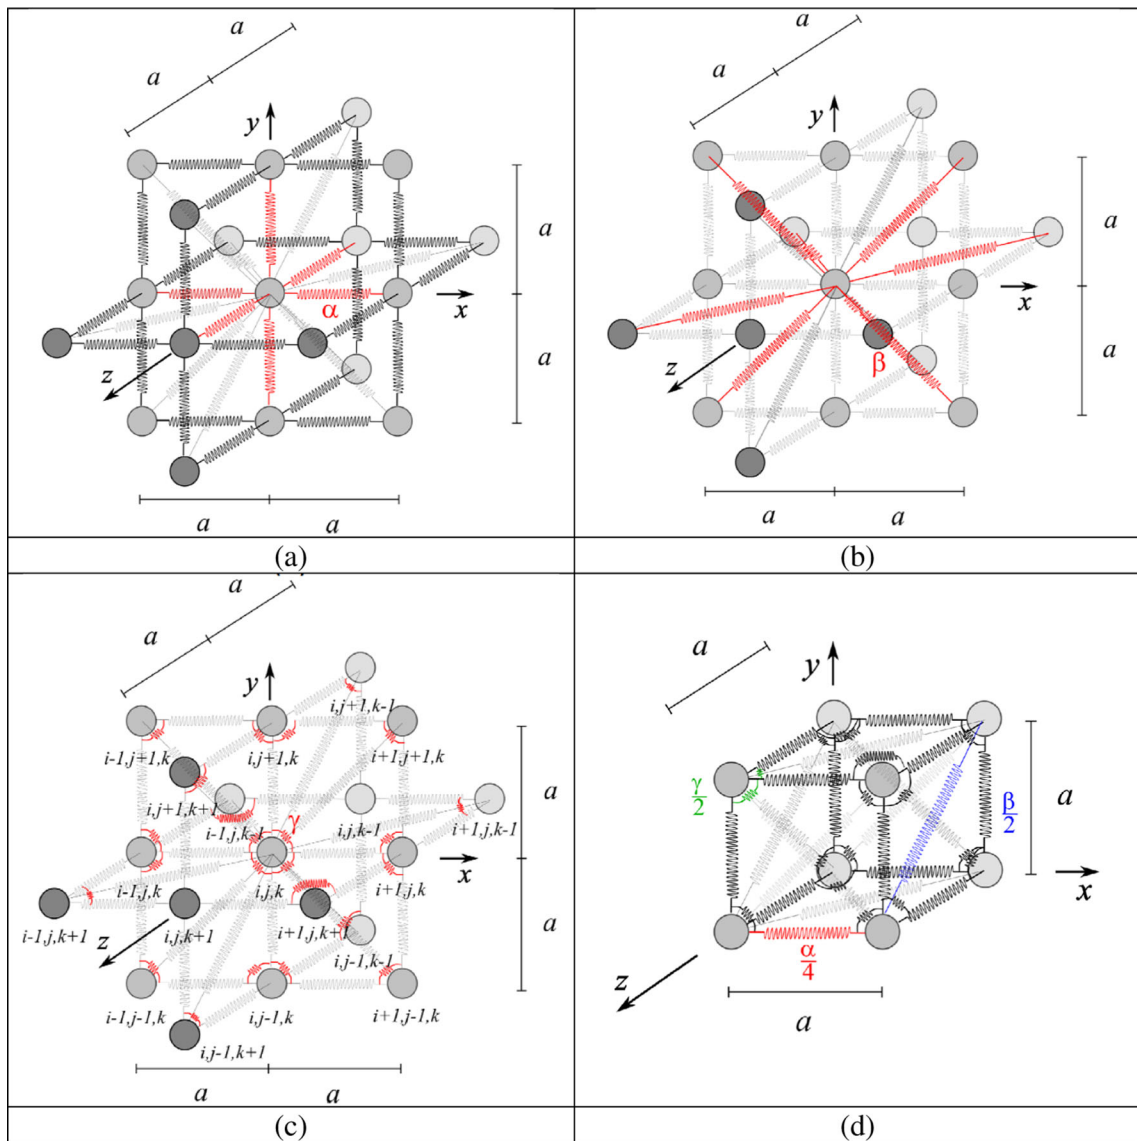 a
a
y
a
α
x
z
a
a
a
(a)
a
a
y
a
x
z
β
a
a
a
(b)
a
a
y
i,j+1,k-1
i-1,j+1,k
i,j+1,k
i+1,j+1,k
a
i,j+1,k+1
i-1,j,k-1
γ
i,j,k-1
i+1,j,k-1
x
i-1,j,k
i,j,k
i+1,j,k
i-1,j,k+1
i,j,k+1
i+1,j,k+1
a
z
i,j-1,k-1
i-1,j-1,k
i,j-1,k
i+1,j-1,k
i,j-1,k+1
a
a
(c)
a
y
γ/2
β/2
a
x
α/4
z
a
(d)